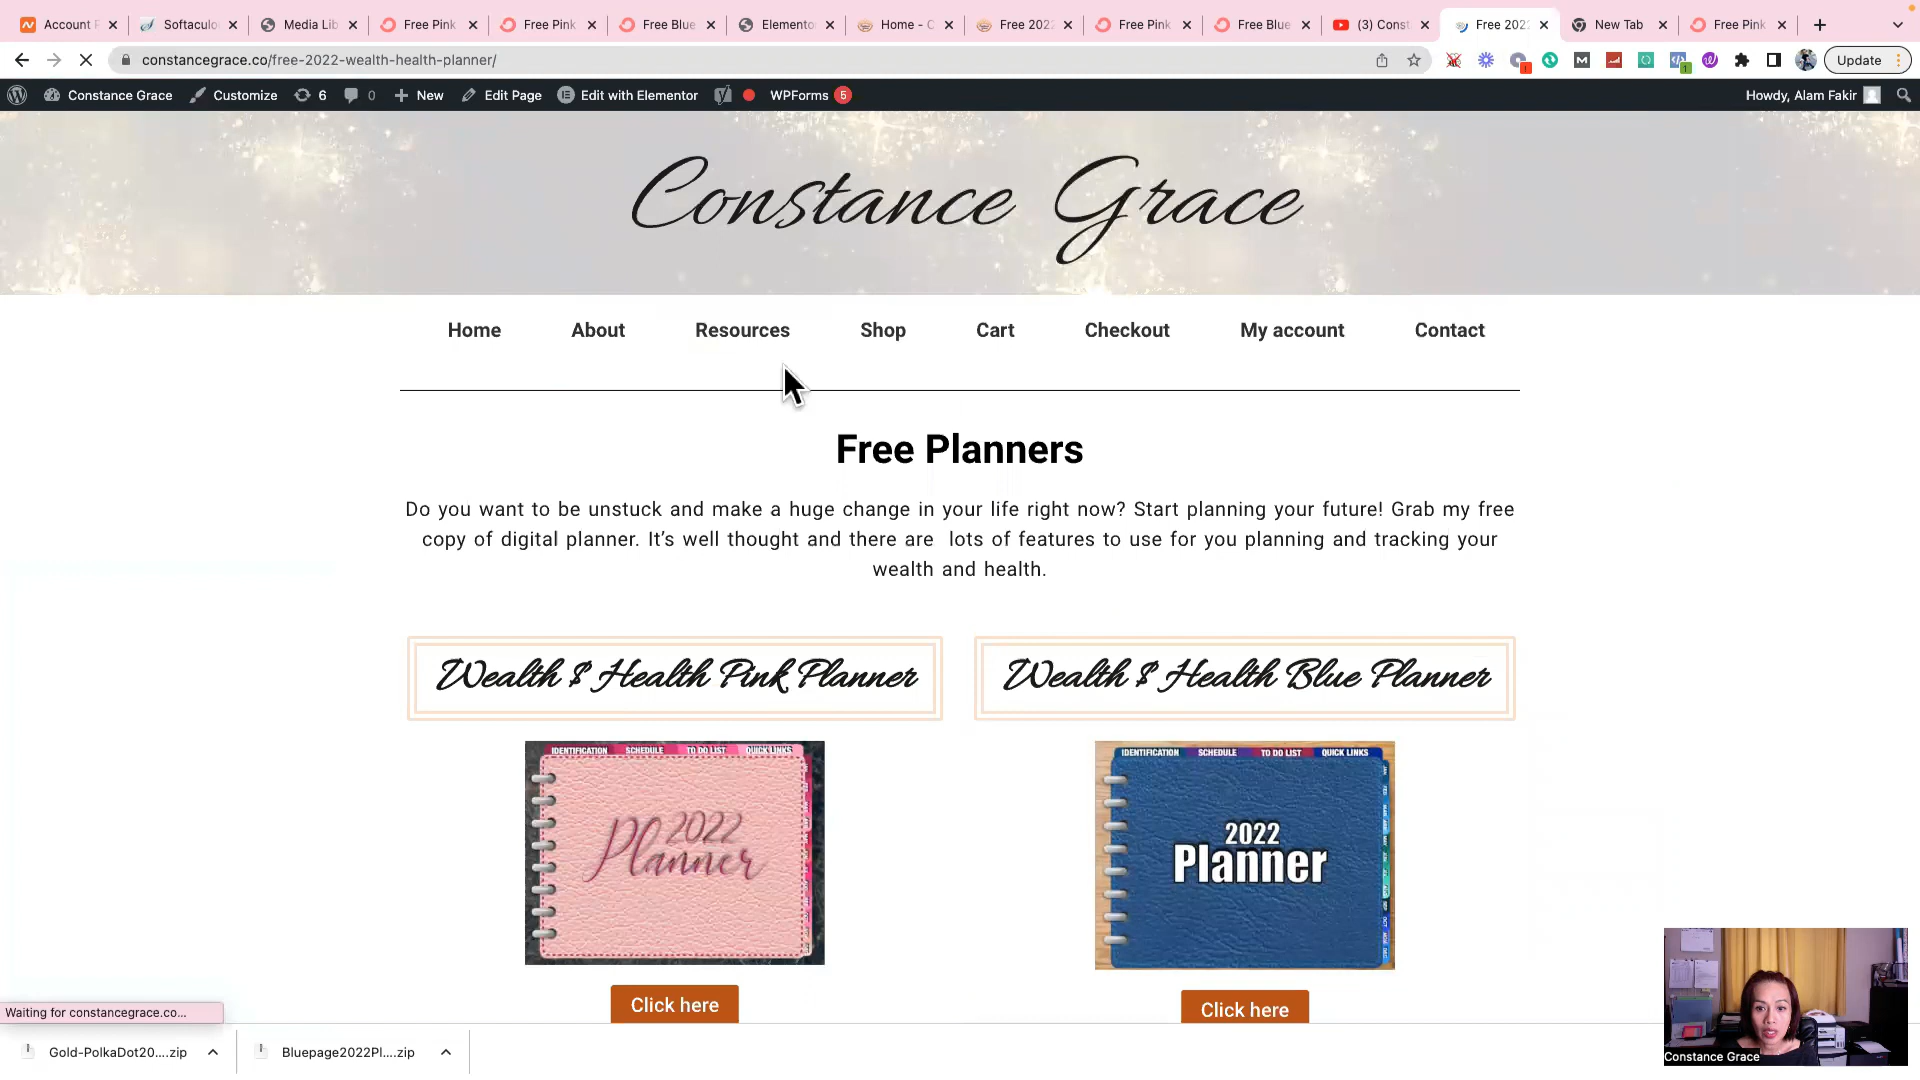 Account
Softaculo
Media Lib
Free Pink
Free Pink
Free Blue
Elemento
Home - C
Free 2022
Free Pink
Free Blue
(3) Const
Free 202
New Tab
Free Pink
constancegrace.co/free-2022-wealth-health-planner/
Update
Constance Grace
Customize
6
0
New
Edit Page
Edit with Elementor
WPForms 5
Howdy, Alam Fakir
Constance Grace
Home
About
Resources
Shop
Cart
Checkout
My account
Contact
Free Planners
Do you want to be unstuck and make a huge change in your life right now? Start planning your future! Grab my free
copy of digital planner. It’s well thought and there are lots of features to use for you planning and tracking your
wealth and health.
Wealth $ Health Pink Planner
Wealth $ Health Blue Planner
IDENTIFICATION SCHEDULE TO DO LIST QUICK LINKS
2022
Planner
IDENTIFICATION SCHEDULE TO DO LIST QUICK LINKS
2022
Planner
Click here
Click here
Waiting for constancegrace.co...
Gold-PolkaDot20....zip
Bluepage2022Pl....zip
Constance Grace